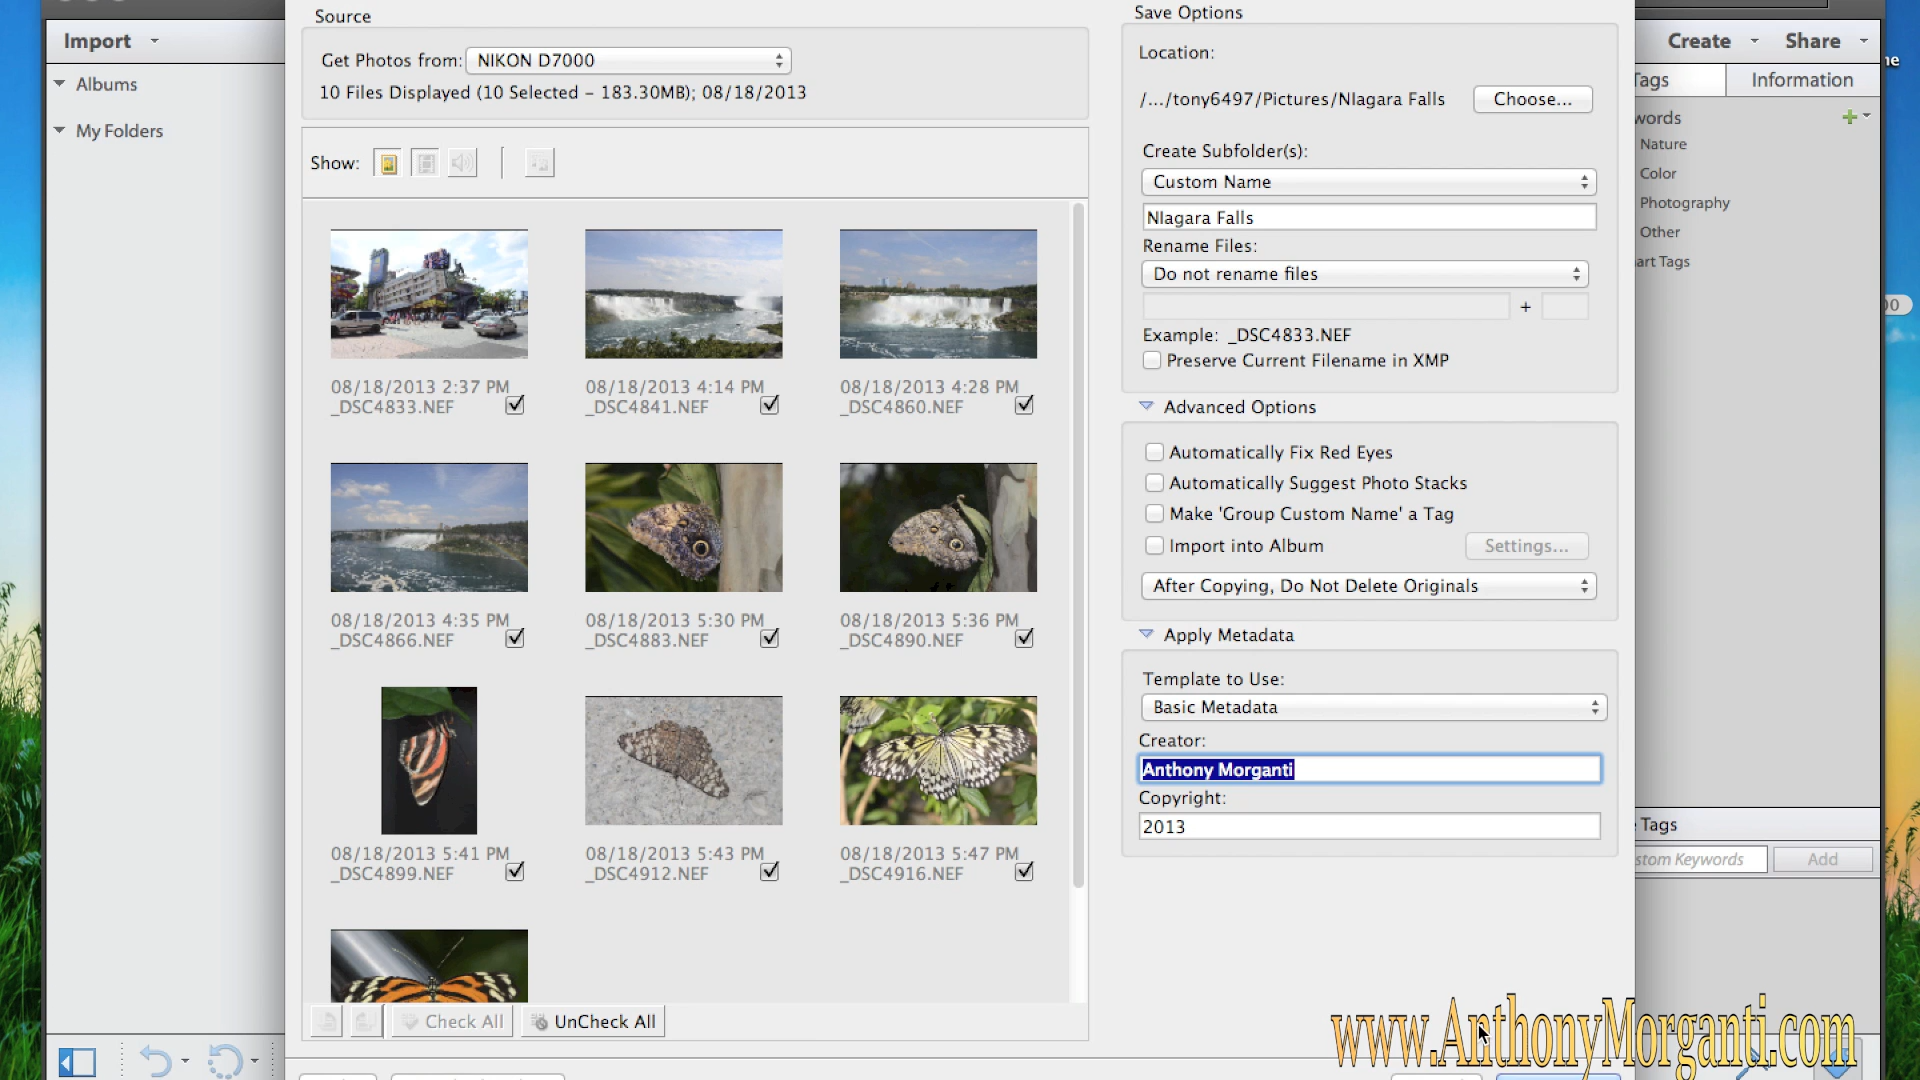 Import
Albums
My Folders
Source
Get Photos from: NIKON D7000
10 Files Displayed (10 Selected - 183.30MB); 08/18/2013
Show:
08/18/2013 2:37 PM
_DSC4833.NEF
08/18/2013 4:14 PM
_DSC4841.NEF
08/18/2013 4:28 PM
_DSC4860.NEF
08/18/2013 4:35 PM
_DSC4866.NEF
08/18/2013 5:30 PM
_DSC4883.NEF
08/18/2013 5:36 PM
_DSC4890.NEF
08/18/2013 5:41 PM
_DSC4899.NEF
08/18/2013 5:43 PM
_DSC4912.NEF
08/18/2013 5:47 PM
_DSC4916.NEF
Check All
UnCheck All
Save Options
Location:
/.../tony6497/Pictures/NIagara Falls
Choose...
Create Subfolder(s):
Custom Name
NIagara Falls
Rename Files:
Do not rename files
+
Example: _DSC4833.NEF
Preserve Current Filename in XMP
Advanced Options
Automatically Fix Red Eyes
Automatically Suggest Photo Stacks
Make 'Group Custom Name' a Tag
Import into Album
Settings...
After Copying, Do Not Delete Originals
Apply Metadata
Template to Use:
Basic Metadata
Creator:
Anthony Morganti
Copyright:
2013
Create
Share
Tags
Information
words
Nature
Color
Photography
Other
art Tags
Tags
stom Keywords
Add
www.AnthonyMorganti.com